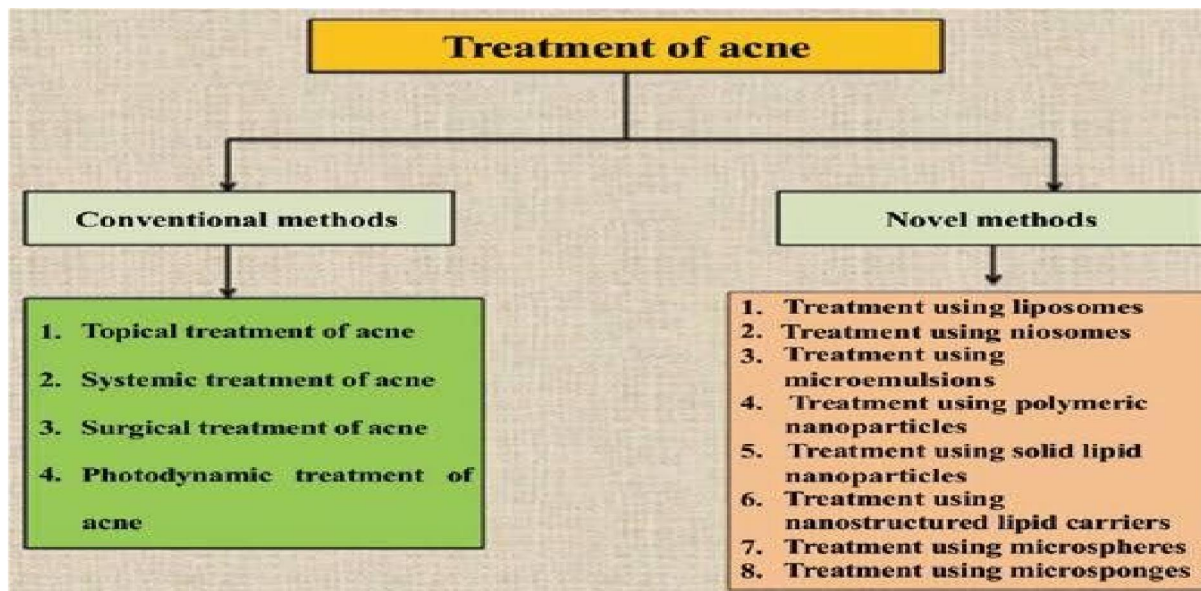 Treatment of acne
Conventional methods
1. Topical treatment of acne
2. Systemic treatment of acne
3. Surgical treatment of acne
4. Photodynamic treatment of
acne
Novel methods
1. Treatment using liposomes
2. Treatment using niosomes
3. Treatment using
microemulsions
4. Treatment using polymeric
nanoparticles
5. Treatment using solid lipid
nanoparticles
6. Treatment using
nanostructured lipid carriers
7. Treatment using microspheres
8. Treatment using microsponges